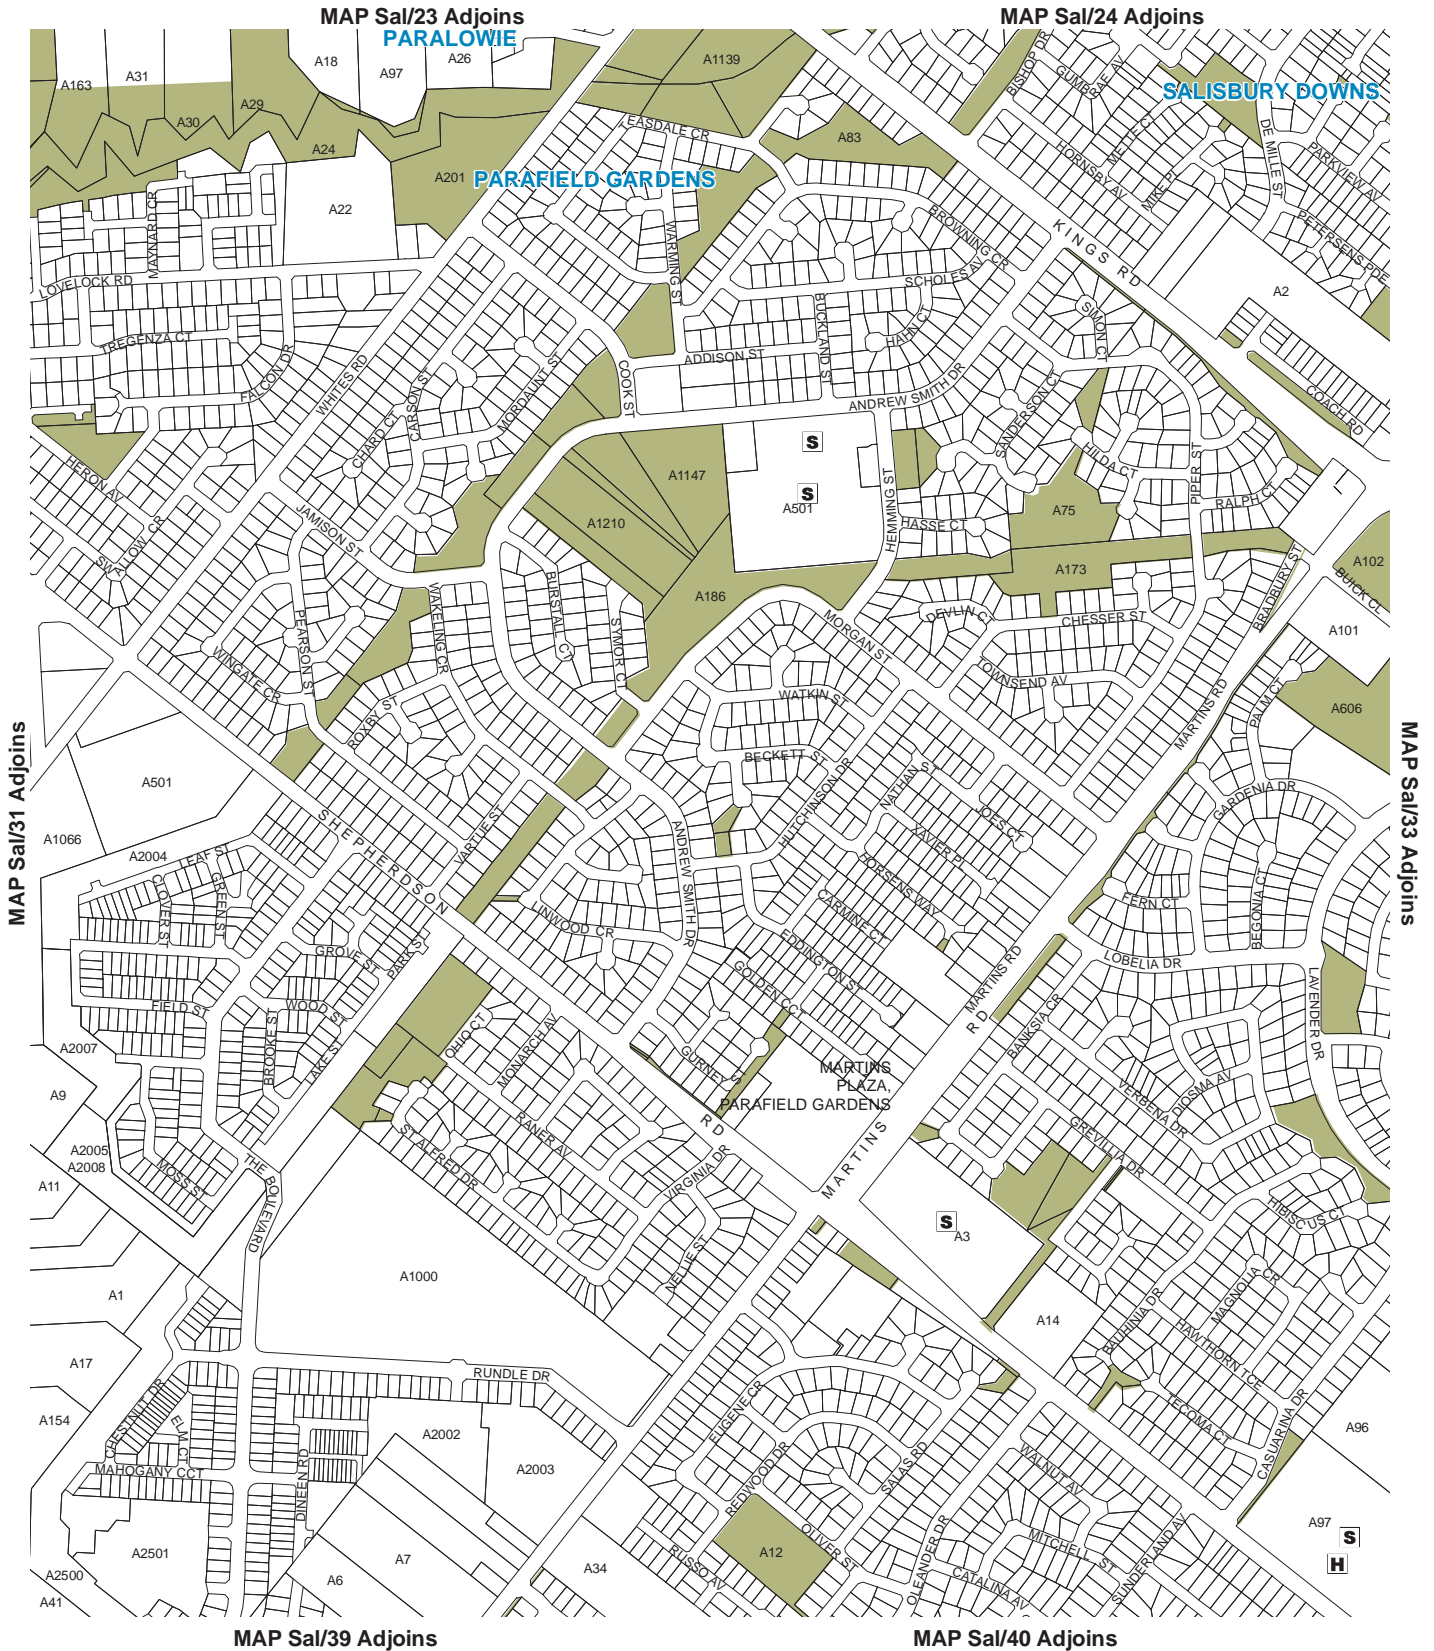 MAP Sal/23 Adjoins
MAP Sal/24 Adjoins
PARALOWIE
A163
A31
A18
A97
A26
A1139
BISHOP DR
GUMBRAE AV
SALISBURY DOWNS
A30
A29
A24
A201
EASDALE CR
A83
HORNSBY AV
METTE CT
MIKE PL
DE MILLE ST
PARKVIEW AV
PETERSENS PDE
PARAFIELD GARDENS
A22
MAYNARD CR
WARMING ST
BROWNING CR
KINGS RD
LOVELOCK RD
SCHOLES AV
A2
TREGENZA CT
FALCON DR
WHITES RD
BUCKLAND ST
HAHN CT
SIMON CT
ADDISON ST
COOK ST
CARSON ST
MORDAUNT ST
CHARD CT
ANDREW SMITH DR
SANDERSON CT
COACH RD
HERON AV
S
A1147
S
A501
HILDA CT
PIPER ST
RALPH CT
SWALLOW CR
JAMISON ST
A1210
HEMMING ST
HASSE CT
A75
A173
A102
BUICK CL
BRADBURY ST
A186
BURSTALL CT
SYMOR CT
WAKELING CR
PEARSON ST
WINGATE CR
MORGAN ST
DEVLIN CT
CHESSER ST
A101
TOWNSEND AV
WATKIN ST
ROXBY ST
MARTINS RD
PALM CT
A606
MAP Sal/31 Adjoins
MAP Sal/33 Adjoins
A501
BECKETT ST
HUTCHINSON DR
NATHAN ST
JOES CT
GARDENIA DR
A1066
SHEPHERDSON
VARTUE ST
ANDREW SMITH DR
XAVIER PL
HORSENS WAY
A2004
LEAF ST
CLOVER ST
GREEN ST
LINWOOD CR
CARMINE CT
FERN CT
BEGONIA CT
GROVE ST
PARK ST
EDDINGTON ST
GOLDEN CCT
LOBELIA DR
MARTINS RD
LAVENDER DR
FIELD ST
WOOD ST
RD
BANKSIA CR
A2007
BROOKE ST
LAKE ST
OHIO CT
MONARCH AV
GURNEY ST
MARTINS
PLAZA,
PARAFIELD GARDENS
VERBENA DR
DIOSMA AV
A9
RANER AV
RD
GREVILLIA DR
A2005
A2008
A11
MOSS ST
THE BOULEVARD
ST ALFRED DR
VIRGINIA DR
MARTINS
HIBISCUS CT
S
A3
A1000
NELLIE ST
MAGNOLIA CR
A1
A14
BAUHINIA DR
HAWTHORN TCE
A17
RUNDLE DR
CHESTNUT DR
ELM CT
EUGENE CR
TECOMA CT
CASUARINA DR
A154
A2002
A96
MAHOGANY CCT
DINEEN RD
A2003
REDWOOD DR
SALAS RD
WALNUT AV
A97
S
H
A2501
A7
A12
OLIVER ST
RUSSO AV
OLEANDER DR
MITCHELL ST
SUNDERLAND AV
CATALINA AV
A2500
A41
A6
A34
MAP Sal/39 Adjoins
MAP Sal/40 Adjoins